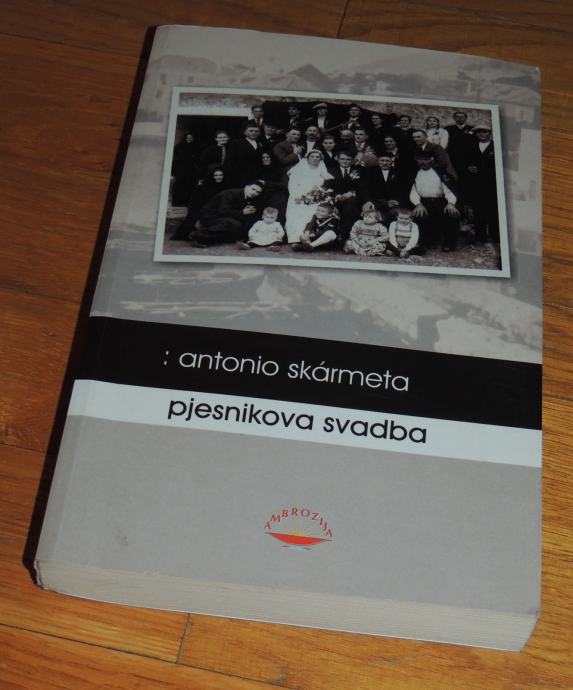 : antonio skármeta
pjesnikova svadba
AMBROZIJA